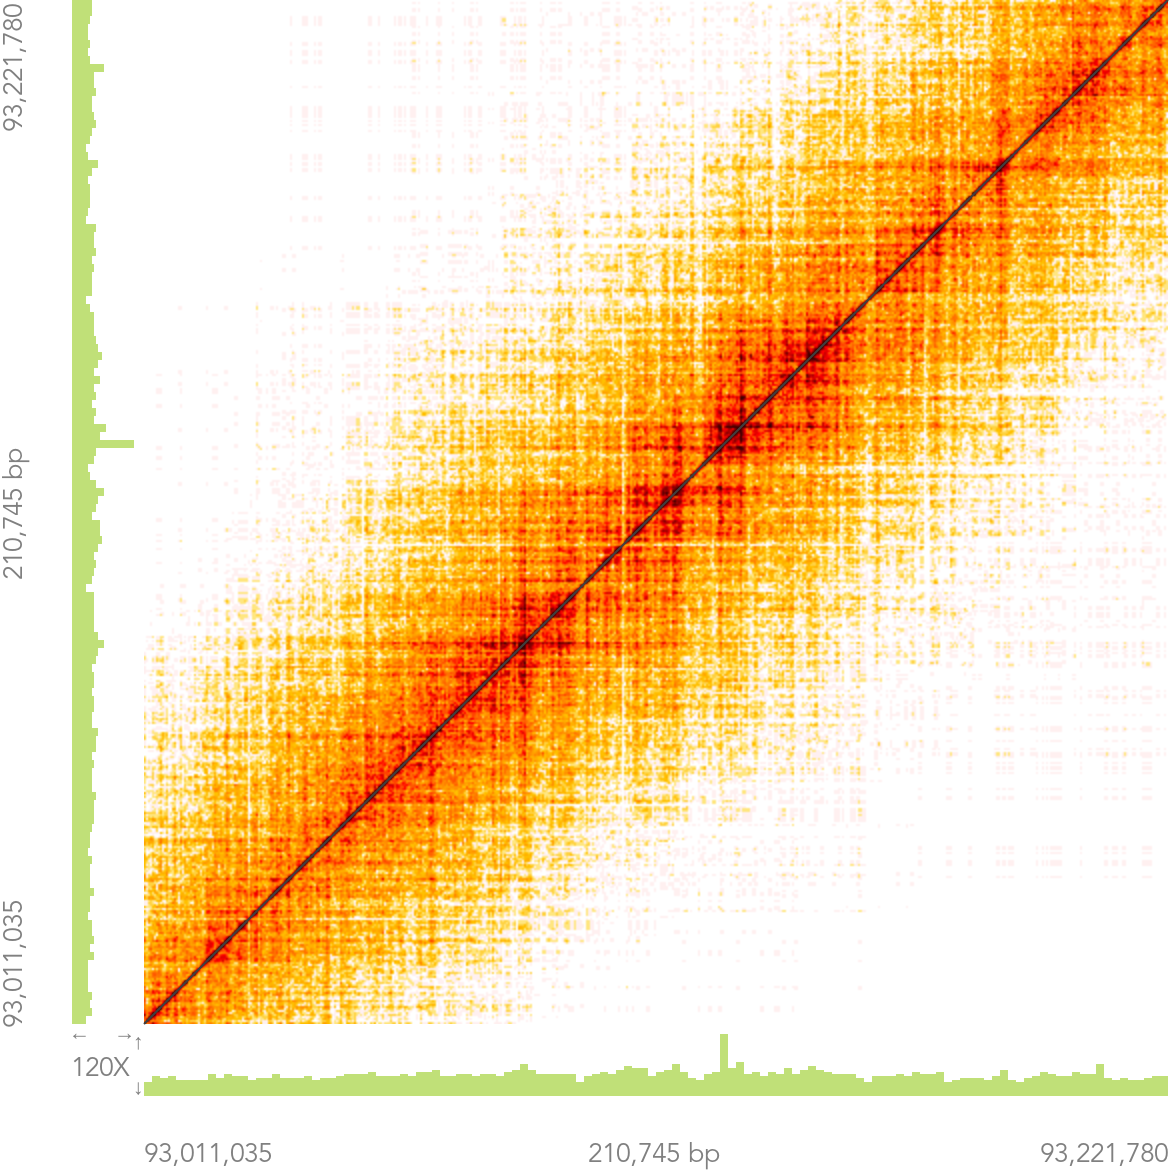 93,221,780
210,745 bp
93,011,035
← →
↑
120X
↓
93,011,035 210,745 bp 93,221,780